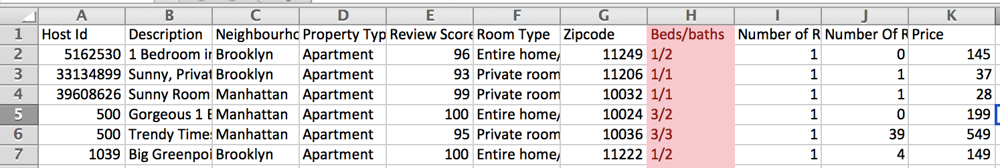 A B C D E F G H I J K
1 Host Id Description Neighbourho Property Typ Review Score Room Type Zipcode Beds/baths Number of R Number Of R Price
2 5162530 1 Bedroom in Brooklyn Apartment 96 Entire home/ 11249 1/2 1 0 145
3 33134899 Sunny, Privat Brooklyn Apartment 93 Private room 11206 1/1 1 1 37
4 39608626 Sunny Room Manhattan Apartment 99 Private room 10032 1/1 1 1 28
5 500 Gorgeous 1 B Manhattan Apartment 100 Entire home/ 10024 3/2 1 0 199
6 500 Trendy Times Manhattan Apartment 95 Private room 10036 3/3 1 39 549
7 1039 Big Greenpoi Brooklyn Apartment 100 Entire home/ 11222 1/2 1 4 149